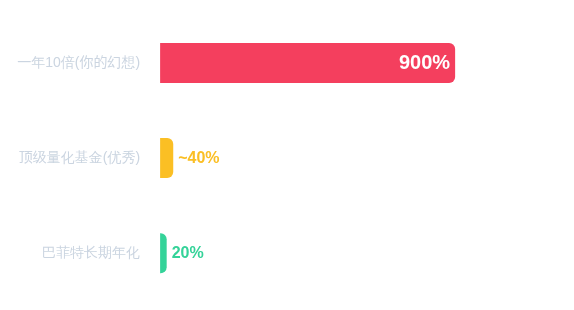 一年10倍(你的幻想) 900%
顶级量化基金(优秀) ~40%
巴菲特长期年化 20%